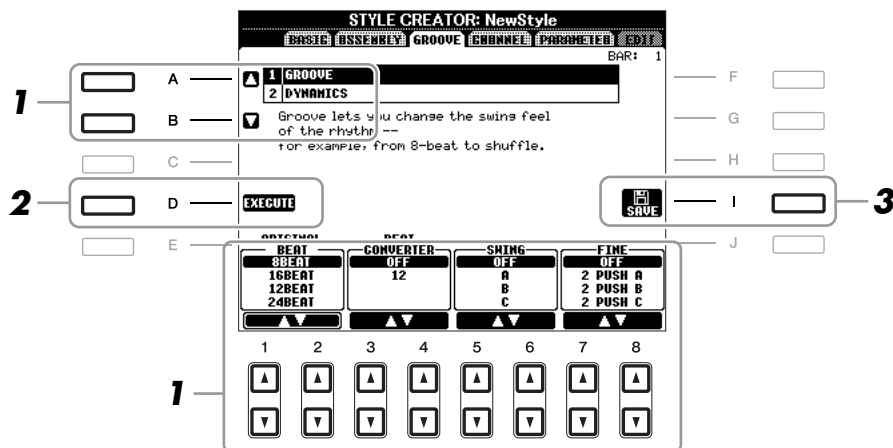 STYLE CREATOR: NewStyle
BASIC ASSEMBLY GROOVE CHANNEL PARAMETER EDIT
BAR: 1
1 GROOVE
2 DYNAMICS
Groove lets you change the swing feel
of the rhythm --
for example, from 8-beat to shuffle.
A
B
C
D
E
F
G
H
I
J
1
2
3
EXECUTE
SAVE
ORIGINAL BEAT
BEAT CONVERTER SWING FINE
8BEAT OFF OFF OFF
16BEAT 12 A 2 PUSH A
12BEAT B 2 PUSH B
24BEAT C 2 PUSH C
1 2 3 4 5 6 7 8
1